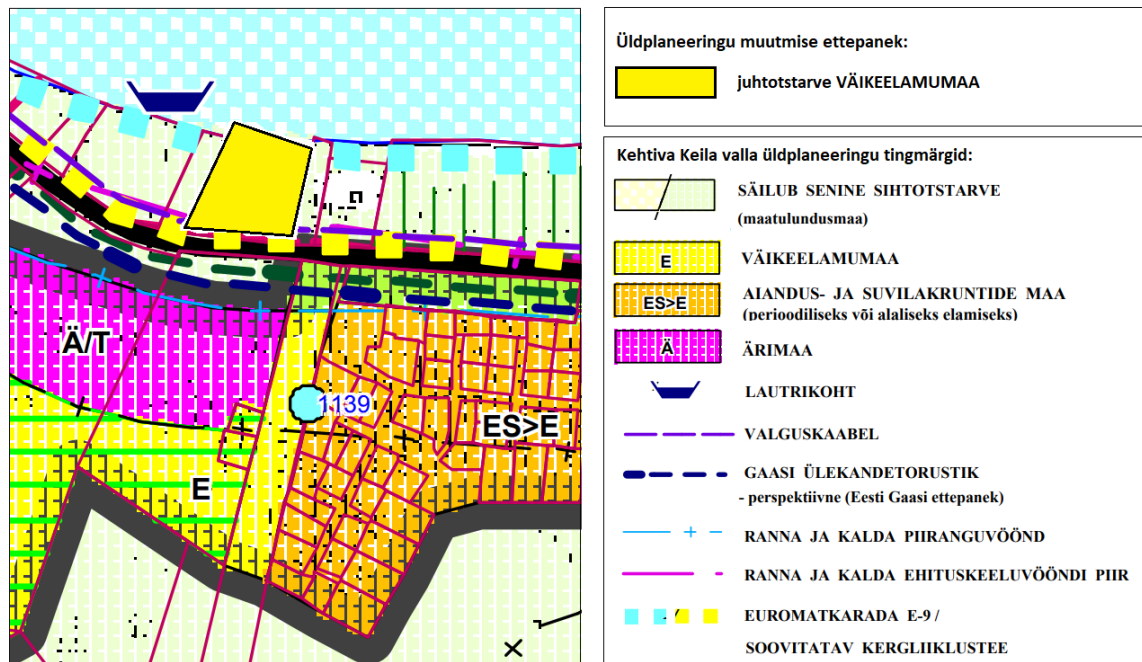 Ä/T
1139
ES>E
E
Üldplaneeringu muutmise ettepanek:
juhtotstarve VÄIKEELAMUMAA
Kehtiva Keila valla üldplaneeringu tingmärgid:
SÄILUB SENINE SIHTOTSTARVE
(maatulundusmaa)
E
VÄIKEELAMUMAA
ES>E
AIANDUS- JA SUVILAKRUNTIDE MAA
(perioodiliseks või alaliseks elamiseks)
Ä
ÄRIMAA
LAUTRIKOHT
VALGUSKAABEL
GAASI ÜLEKANDETORUSTIK
- perspektiivne (Eesti Gaasi ettepanek)
RANNA JA KALDA PIIRANGUVÖÖND
RANNA JA KALDA EHITUSKEELUVÖÖNDI PIIR
EUROMATKARADA E-9 /
SOOVITATAV KERGLIIKLUSTEE